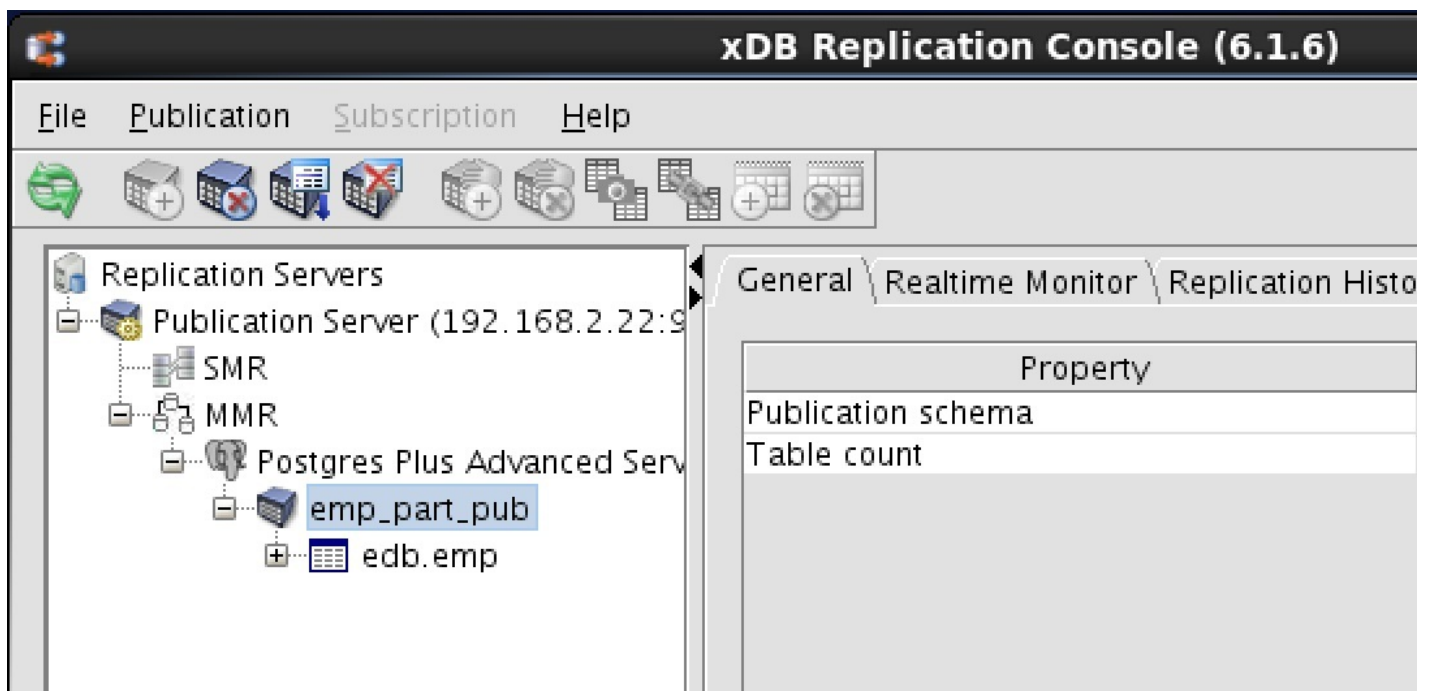 xDB Replication Console (6.1.6)
File Publication Subscription Help
Replication Servers
Publication Server (192.168.2.22:9
SMR
MMR
Postgres Plus Advanced Serv
emp_part_pub
edb.emp
General Realtime Monitor Replication Histo
Property
Publication schema
Table count